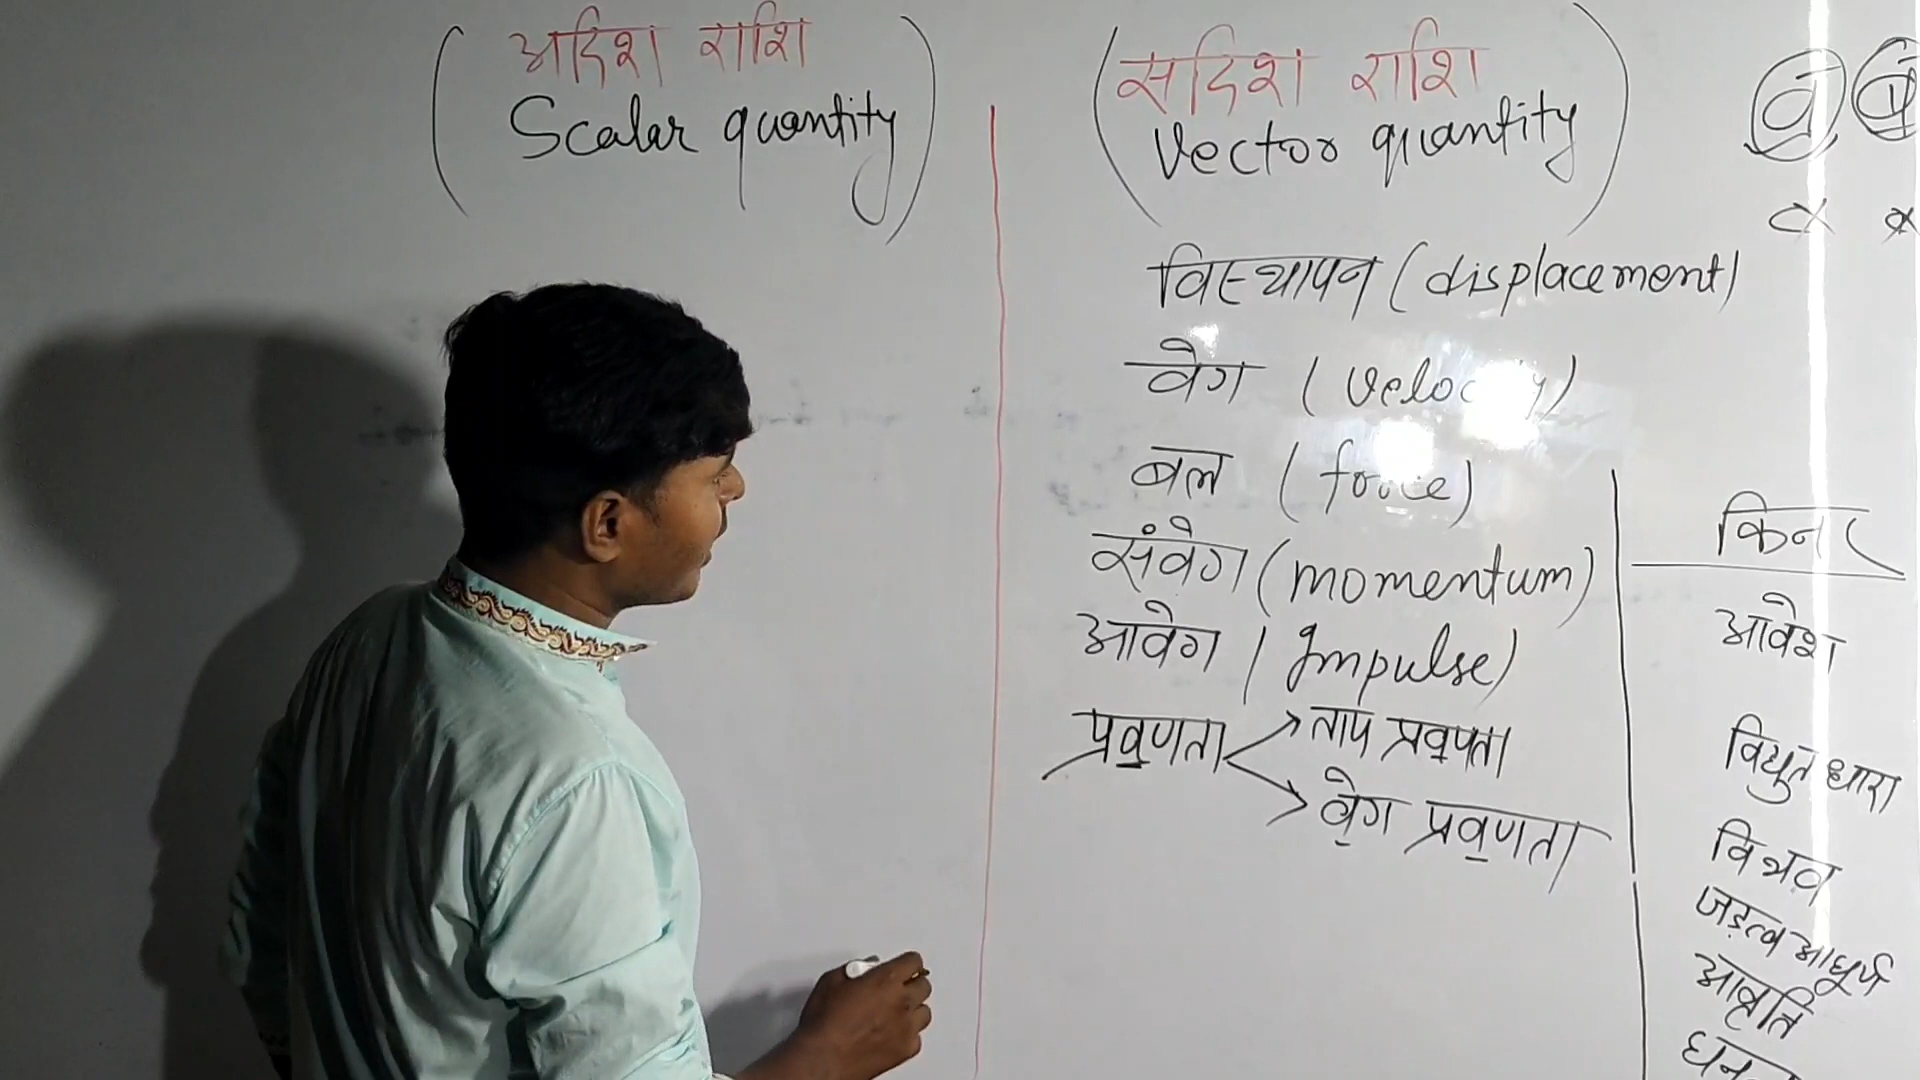 अदिश राशि
Scalar quantity
सदिश राशि
Vector quantity
विस्थापन (displacement)
वेग (velocity)
बल (force)
संवेग (momentum)
आवेग (Impulse)
प्रवणता
ताप प्रवणता
वेग प्रवणता
किनार
आवेश
विद्युत धारा
विभव
जड़त्व आघूर्ण
आवृति